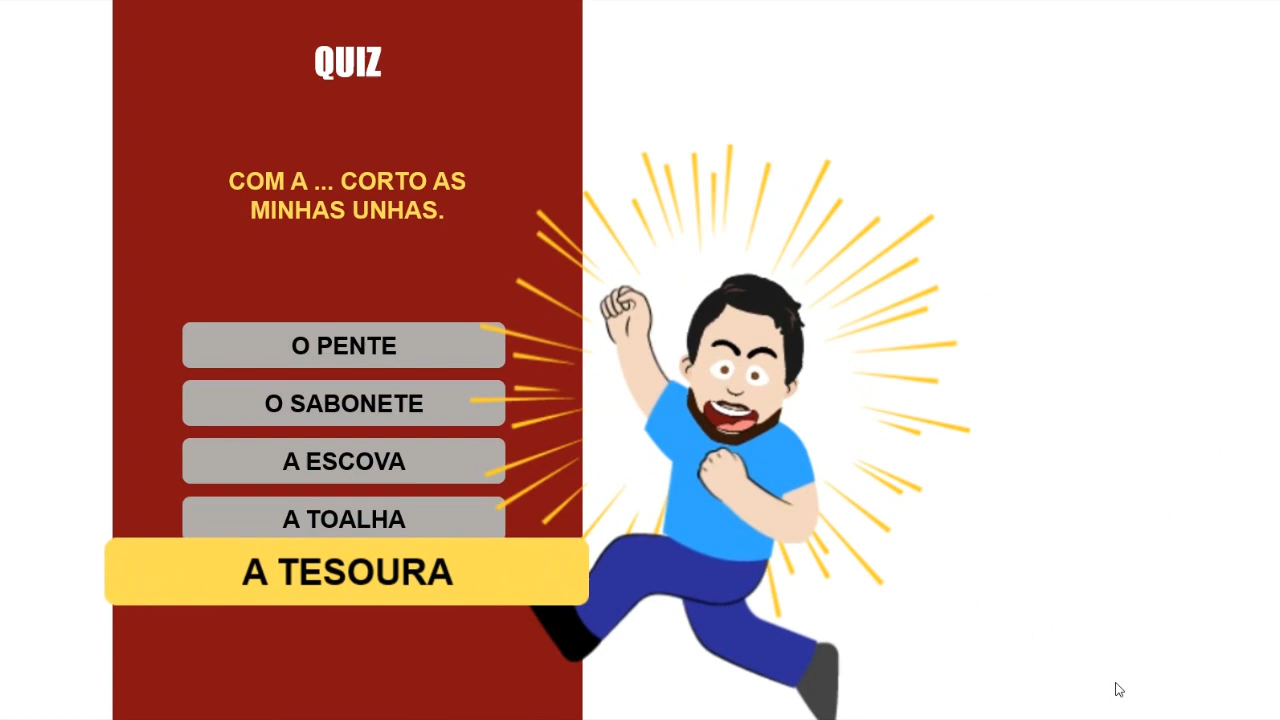 QUIZ
COM A ... CORTO AS
MINHAS UNHAS.
O PENTE
O SABONETE
A ESCOVA
A TOALHA
A TESOURA